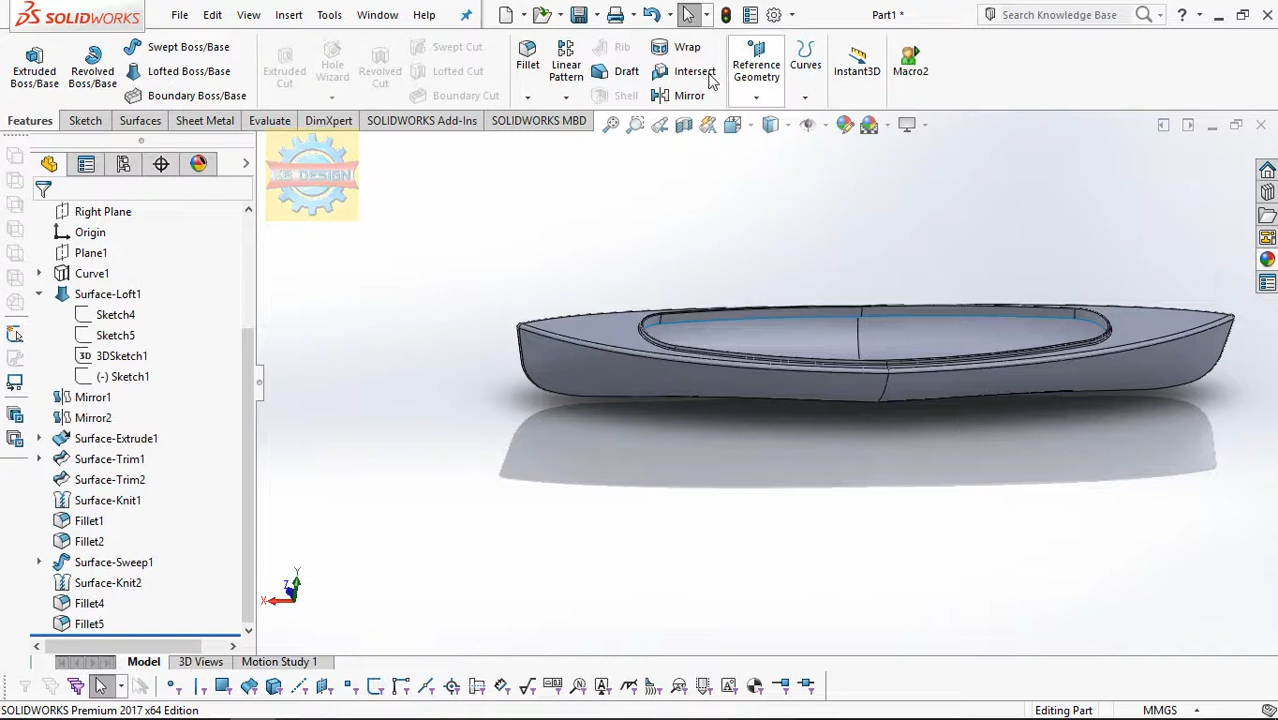 SOLIDWORKS
File Edit View Insert Tools Window Help
Part1 *
Search Knowledge Base
?
Extruded Boss/Base
Revolved Boss/Base
Swept Boss/Base
Lofted Boss/Base
Boundary Boss/Base
Extruded Cut
Hole Wizard
Revolved Cut
Swept Cut
Lofted Cut
Boundary Cut
Fillet
Linear Pattern
Rib
Draft
Shell
Wrap
Intersect
Mirror
Reference Geometry
Curves
Instant3D
Macro2
Features Sketch Surfaces Sheet Metal Evaluate DimXpert SOLIDWORKS Add-Ins SOLIDWORKS MBD
Right Plane
Origin
Plane1
Curve1
Surface-Loft1
Sketch4
Sketch5
3D 3DSketch1
(-) Sketch1
Mirror1
Mirror2
Surface-Extrude1
Surface-Trim1
Surface-Trim2
Surface-Knit1
Fillet1
Fillet2
Surface-Sweep1
Surface-Knit2
Fillet4
Fillet5
Y
Z
X
Model 3D Views Motion Study 1
SOLIDWORKS Premium 2017 x64 Edition
Editing Part
MMGS